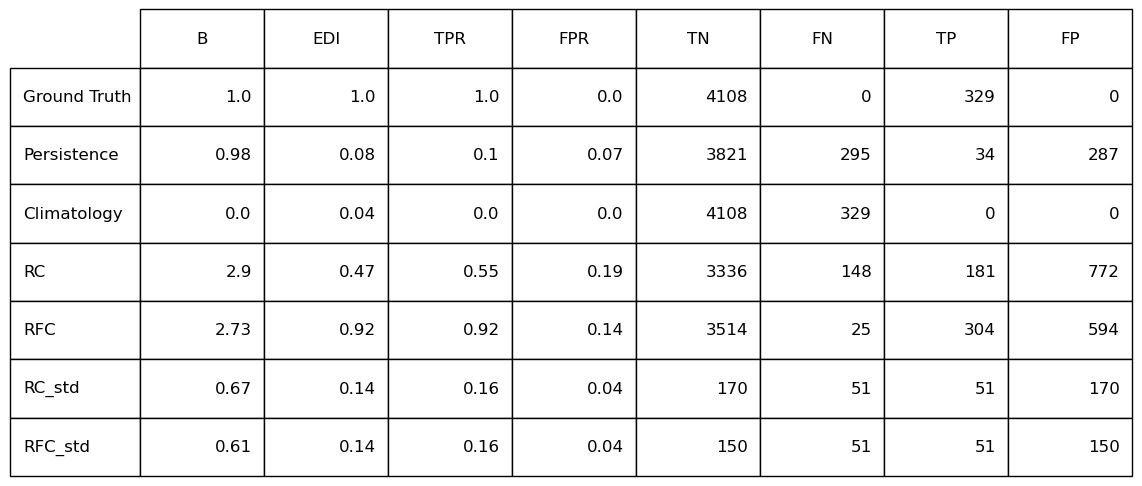 B EDI TPR FPR TN FN TP FP
Ground Truth 1.0 1.0 1.0 0.0 4108 0 329 0
Persistence 0.98 0.08 0.1 0.07 3821 295 34 287
Climatology 0.0 0.04 0.0 0.0 4108 329 0 0
RC 2.9 0.47 0.55 0.19 3336 148 181 772
RFC 2.73 0.92 0.92 0.14 3514 25 304 594
RC_std 0.67 0.14 0.16 0.04 170 51 51 170
RFC_std 0.61 0.14 0.16 0.04 150 51 51 150